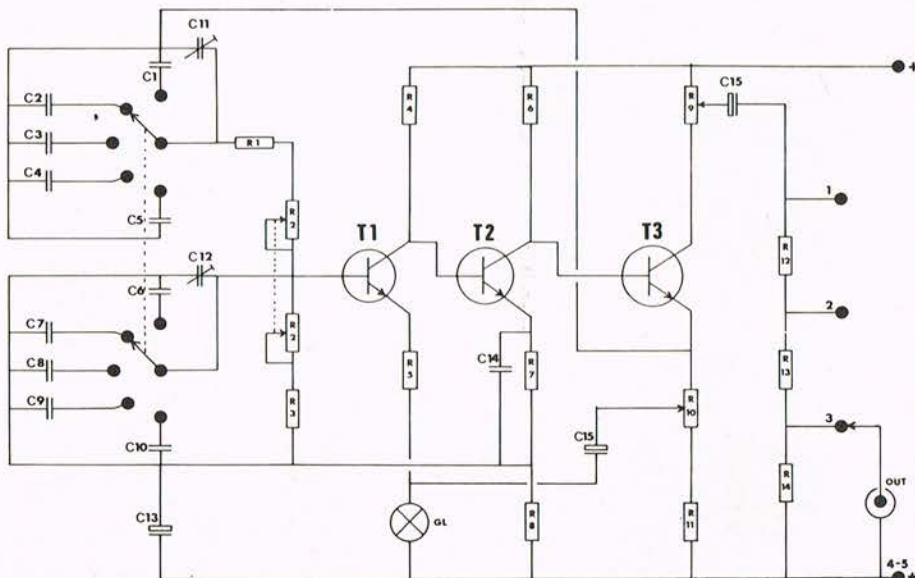 C11
C1
C2
C3
C4
C5
R1
R2
C12
C6
C7
C8
C9
C10
R2
R3
C13
T1
T2
T3
R4
R6
R9
C15
R5
C14
R7
R10
C15
GL
R8
R11
1
R12
2
R13
3
R14
OUT
4-5
+
+